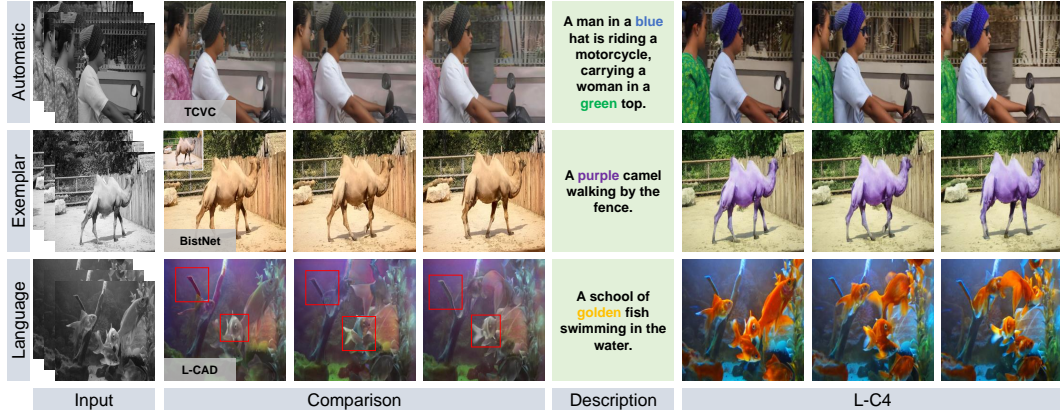 Automatic
TCVC
A man in a blue
hat is riding a
motorcycle,
carrying a
woman in a
green top.
Exemplar
BistNet
A purple camel
walking by the
fence.
Language
L-CAD
A school of
golden fish
swimming in the
water.
Input
Comparison
Description
L-C4